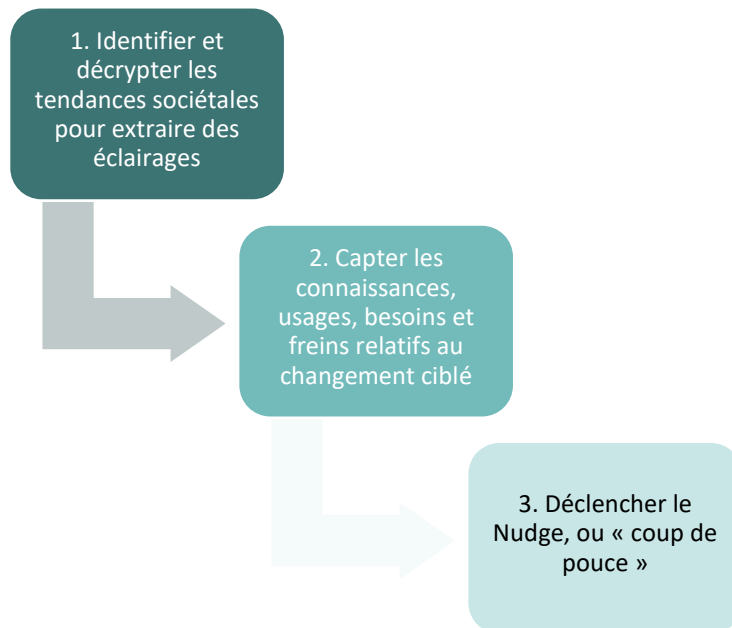 1. Identifier et
décrypter les
tendances sociétales
pour extraire des
éclairages
2. Capter les
connaissances,
usages, besoins et
freins relatifs au
changement ciblé
3. Déclencher le
Nudge, ou « coup de
pouce »